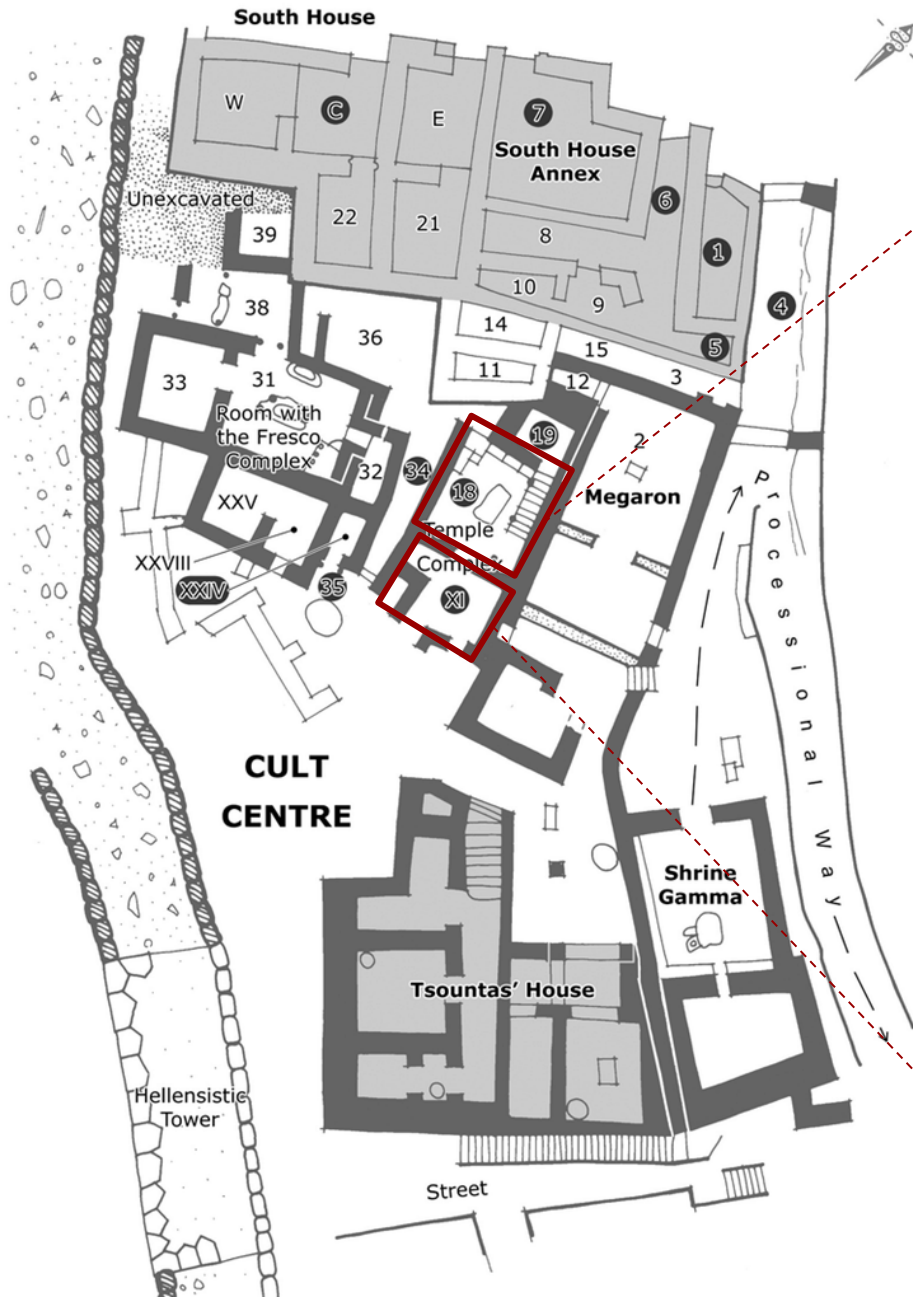 South House
W
C
E
7
South House
Annex
Unexcavated
39
22
21
8
6
1
10
9
4
38
36
14
15
5
11
12
3
33
31
Room with
the Fresco
Complex
32
34
19
2
18
Megaron
Temple
Complex
XXV
XXVIII
XXIV
35
XI
Processional Way
CULT
CENTRE
Shrine
Gamma
Tsountas' House
Hellensistic
Tower
Street